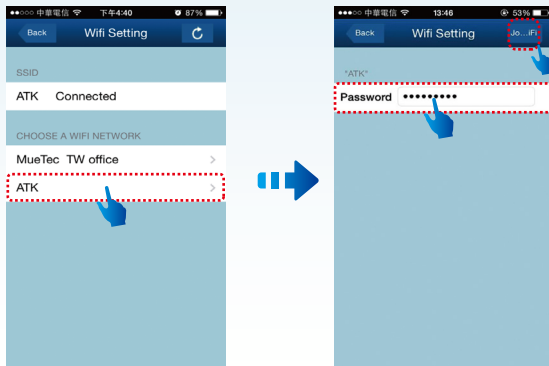 中華電信 下午4:40 87%
Back Wifi Setting
SSID
ATK Connected
CHOOSE A WIFI NETWORK
MueTec TW office
ATK
中華電信 13:46 53%
Back Wifi Setting Jo...iFi
"ATK"
Password •••••••••